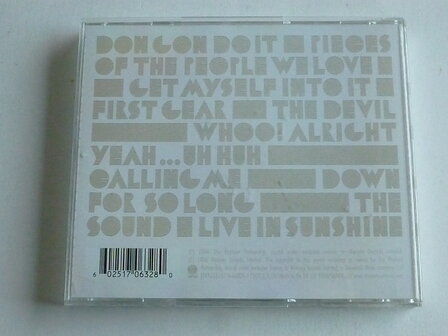 DON GON DO IT PIECES
OF THE PEOPLE WE LOVE
GET MYSELF INTO IT
FIRST GEAR THE DEVIL
WHOO! ALRIGHT
YEAH...UH HUH
CALLING ME DOWN
FOR SO LONG THE
SOUND LIVE IN SUNSHINE
6 02517 06328 0